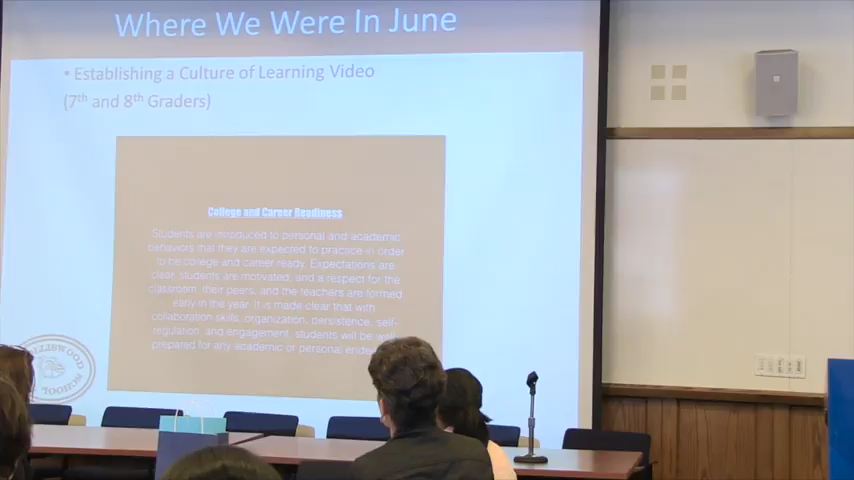 Where We Were In June
• Establishing a Culture of Learning Video
(7th and 8th Graders)
College and Career Readiness
Students are introduced to personal and academic
behaviors that they are expected to practice in order
to be college and career ready. Expectations are
clear, students are motivated, and a respect for the
classroom, their peers, and the teachers are formed
early in the year. It is made clear that with
collaboration skills, organization, persistence, self-
regulation, and engagement, students will be well
prepared for any academic or personal